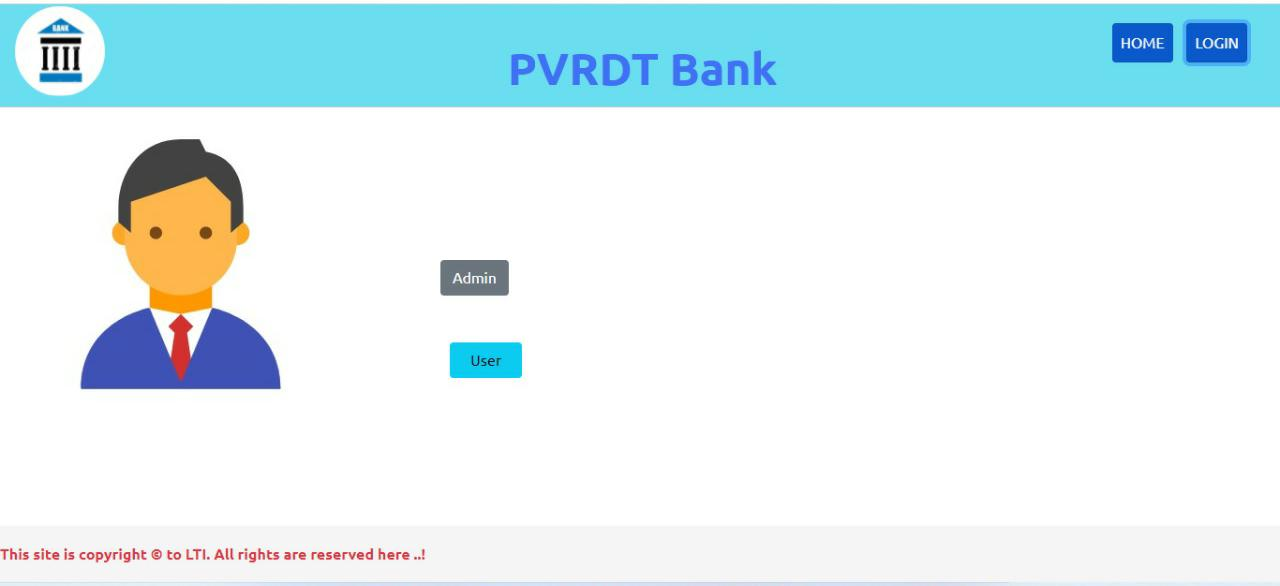 BANK
PVRDT Bank
HOME
LOGIN
Admin
User
This site is copyright © to LTI. All rights are reserved here ..!